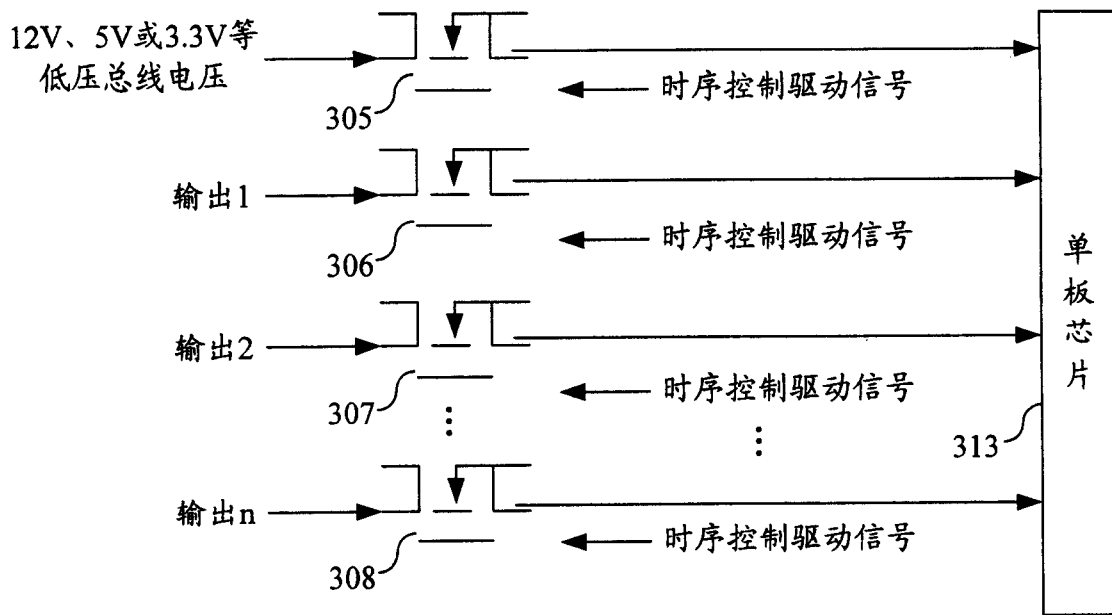 12V、5V或3.3V等
低压总线电压
305
时序控制驱动信号
输出1
306
时序控制驱动信号
输出2
307
时序控制驱动信号
313
输出n
308
时序控制驱动信号
单板芯片